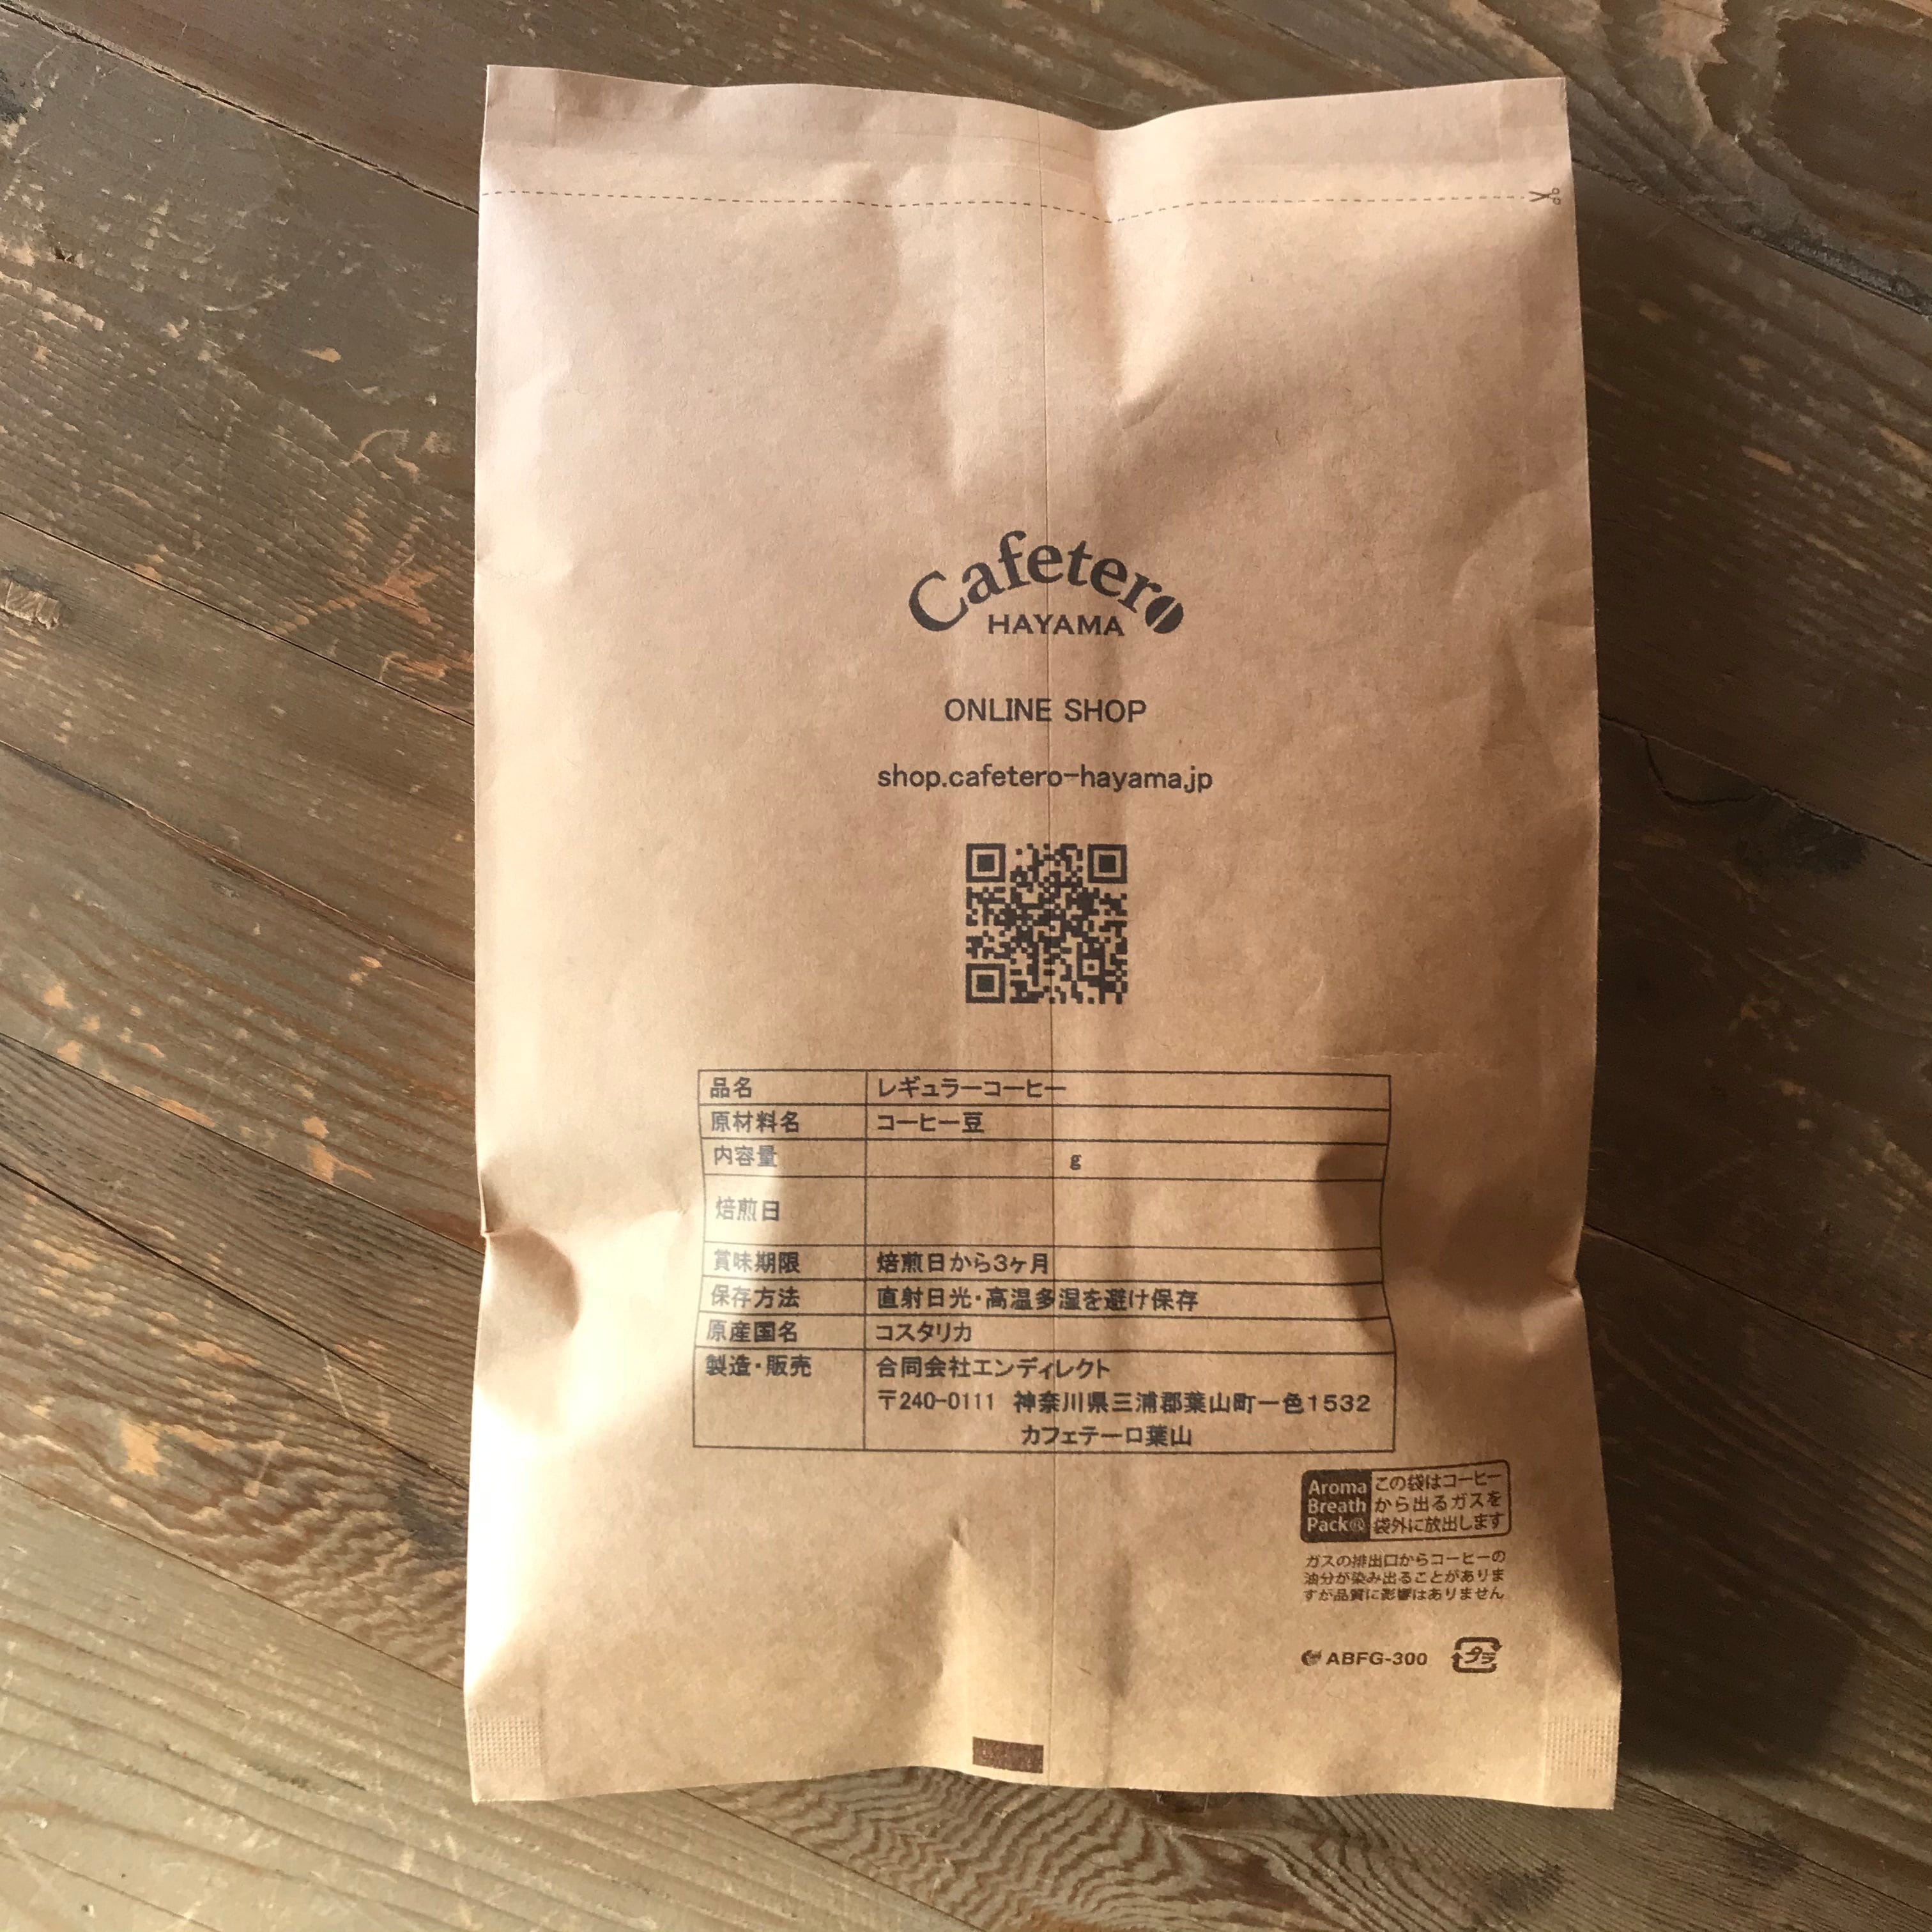 Cafetero
HAYAMA
ONLINE SHOP
shop.cafetero-hayama.jp
品名 レギュラーコーヒー
原材料名 コーヒー豆
内容量 g
焙煎日
賞味期限 焙煎日から3ヶ月
保存方法 直射日光・高温多湿を避け保存
原産国名 コスタリカ
製造・販売 合同会社エンディレクト
〒240-0111 神奈川県三浦郡葉山町一色1532
カフェテーロ葉山
Aroma Breath Pack®
この袋はコーヒー
から出るガスを
袋外に放出します
ガスの排出口からコーヒーの
油分が染み出ることがありま
すが品質に影響はありません
ABFG-300 プラ